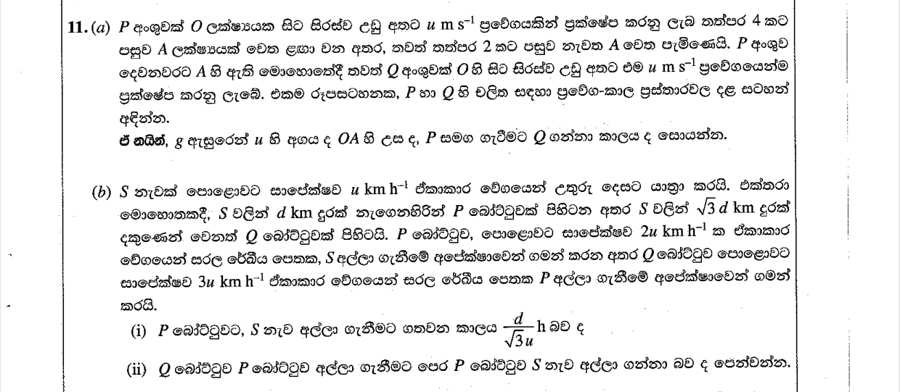 11. (a) P අංශුවක් O ලක්ෂ්‍යයක සිට සිරස්ව උඩු අතට u m s⁻¹ ප්‍රවේගයකින් ප්‍රක්ෂේප කරනු ලැබ තත්පර 4 කට
පසුව A ලක්ෂ්‍යයක් වෙත ළඟා වන අතර, තවත් තත්පර 2 කට පසුව නැවත A වෙත පැමිණෙයි. P අංශුව
දෙවනවරට A හි ඇති මොහොතේදී තවත් Q අංශුවක් O හි සිට සිරස්ව උඩු අතට එම u m s⁻¹ ප්‍රවේගයෙන්ම
ප්‍රක්ෂේප කරනු ලැබේ. එකම රූපසටහනක, P හා Q හි චලිත සඳහා ප්‍රවේග-කාල ප්‍රස්තාරවල දළ සටහන්
අඳින්න.
ඒ නයින්, g ඇසුරෙන් u හි අගය ද OA හි උස ද, P සමග ගැටීමට Q ගන්නා කාලය ද සොයන්න.
(b) S නැවක් පොළොවට සාපේක්ෂව u km h⁻¹ ඒකාකාර වේගයෙන් උතුරු දෙසට යාත්‍රා කරයි. එක්තරා
මොහොතකදී, S වලින් d km දුරක් නැගෙනහිරින් P බෝට්ටුවක් පිහිටන අතර S වලින් √3 d km දුරක්
දකුණෙන් වෙනත් Q බෝට්ටුවක් පිහිටයි. P බෝට්ටුව, පොළොවට සාපේක්ෂව 2u km h⁻¹ ක ඒකාකාර
වේගයෙන් සරල රේඛීය පෙතක, S අල්ලා ගැනීමේ අපේක්ෂාවෙන් ගමන් කරන අතර Q බෝට්ටුව පොළොවට
සාපේක්ෂව 3u km h⁻¹ ඒකාකාර වේගයෙන් සරල රේඛීය පෙතක P අල්ලා ගැනීමේ අපේක්ෂාවෙන් ගමන්
කරයි.
(i) P බෝට්ටුවට, S නැව අල්ලා ගැනීමට ගතවන කාලය d/√3u h බව ද
(ii) Q බෝට්ටුව P බෝට්ටුව අල්ලා ගැනීමට පෙර P බෝට්ටුව S නැව අල්ලා ගන්නා බව ද පෙන්වන්න.